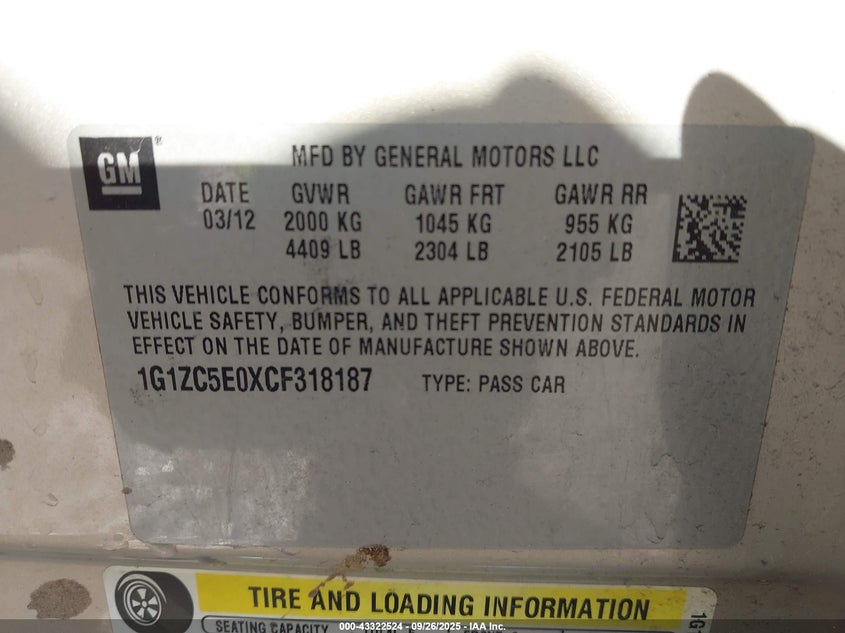 GM
MFD BY GENERAL MOTORS LLC
DATE GVWR GAWR FRT GAWR RR
03/12 2000 KG 1045 KG 955 KG
4409 LB 2304 LB 2105 LB
THIS VEHICLE CONFORMS TO ALL APPLICABLE U.S. FEDERAL MOTOR
VEHICLE SAFETY, BUMPER, AND THEFT PREVENTION STANDARDS IN
EFFECT ON THE DATE OF MANUFACTURE SHOWN ABOVE.
1G1ZC5E0XCF318187 TYPE: PASS CAR
TIRE AND LOADING INFORMATION
SEATING CAPACITY
1G
000-43322524 - 09/26/2025 - IAA Inc.